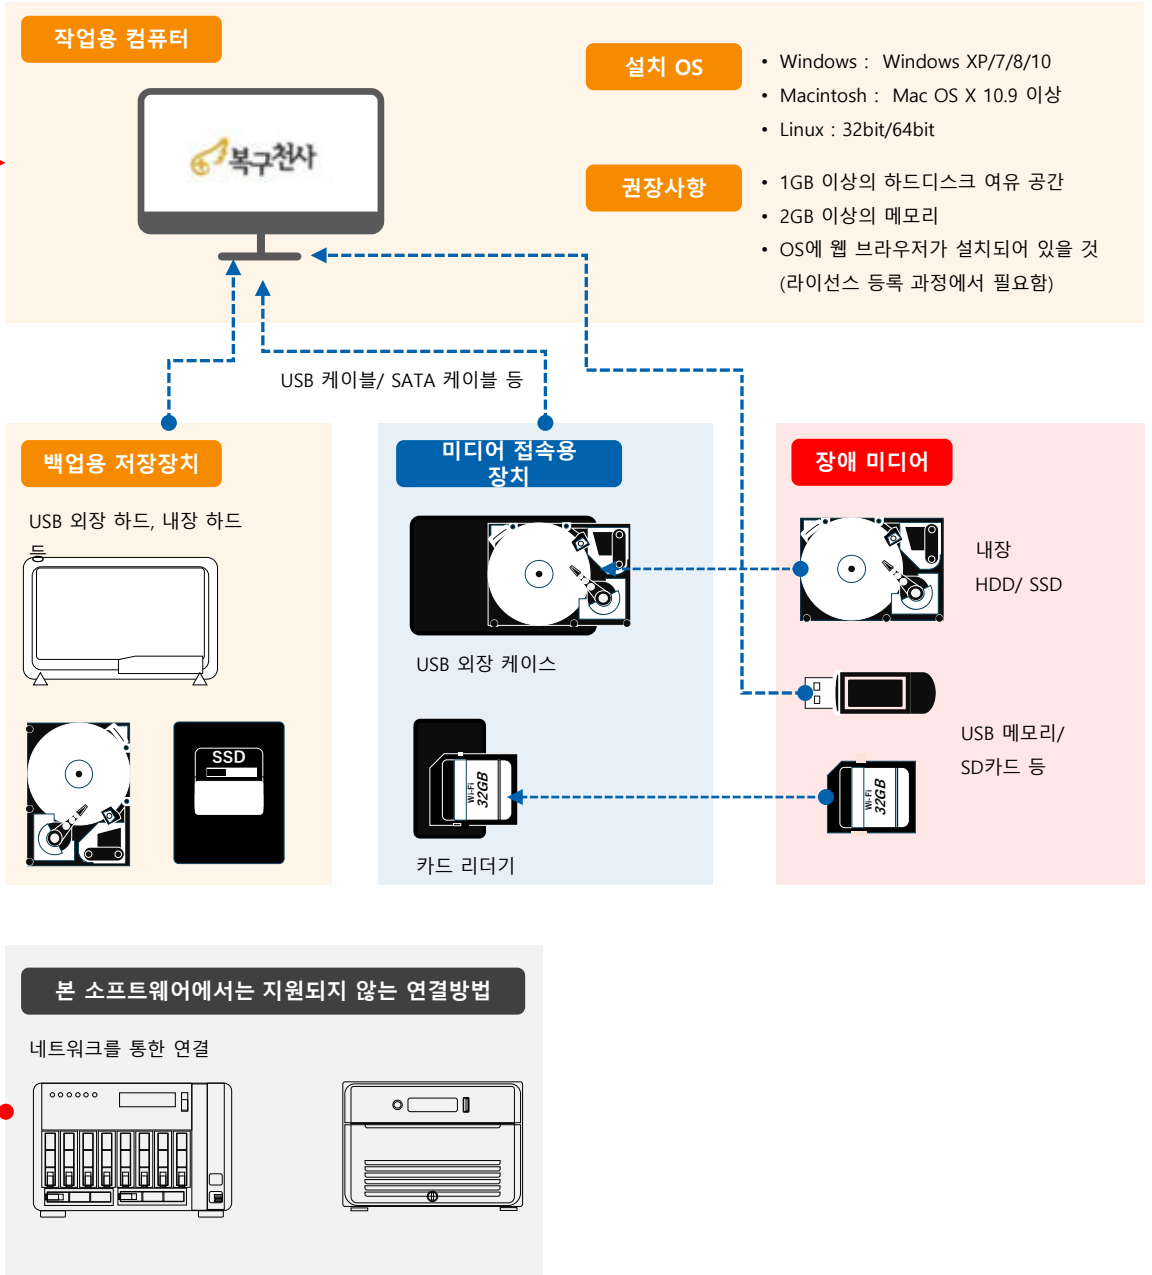 작업용 컴퓨터
복구천사
설치 OS
• Windows : Windows XP/7/8/10
• Macintosh : Mac OS X 10.9 이상
• Linux : 32bit/64bit
권장사항
• 1GB 이상의 하드디스크 여유 공간
• 2GB 이상의 메모리
• OS에 웹 브라우저가 설치되어 있을 것
(라이선스 등록 과정에서 필요함)
USB 케이블/ SATA 케이블 등
백업용 저장장치
USB 외장 하드, 내장 하드
등
SSD
미디어 접속용
장치
USB 외장 케이스
Wi-Fi
32GB
카드 리더기
장애 미디어
내장
HDD/ SSD
USB 메모리/
SD카드 등
Wi-Fi
32GB
본 소프트웨어에서는 지원되지 않는 연결방법
네트워크를 통한 연결